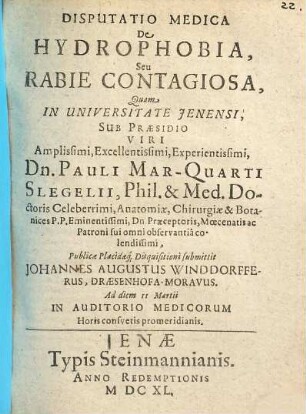 22.
DISPUTATIO MEDICA
De
HYDROPHOBIA,
Seu
RABIE CONTAGIOSA,
Quam
IN UNIVERSITATE JENENSI,
SUB PRÆSIDIO
VIRI
Amplissimi, Excellentissimi, Experientissimi,
Dn. PAULI MAR-QUARTI
SLEGELII, Phil. & Med. Do-
ctoris Celeberrimi, Anatomiæ, Chirurgiæ & Bota-
nices P.P. Eminentissimi, Dn. Præceptoris, Mœcenatis ac
Patroni sui omni observantiâ co-
lendissimi,
Publicæ Placidæq; Disquisitioni submittit
JOHANNES AUGUSTUS WINDDORFFE-
RUS, DRÆSENHOFA-MORAVUS.
Ad diem 11 Martii
IN AUDITORIO MEDICORUM
Horis consvetis promeridianis.
JENÆ
Typis Steinmannianis.
ANNO REDEMPTIONIS
M DC XL.